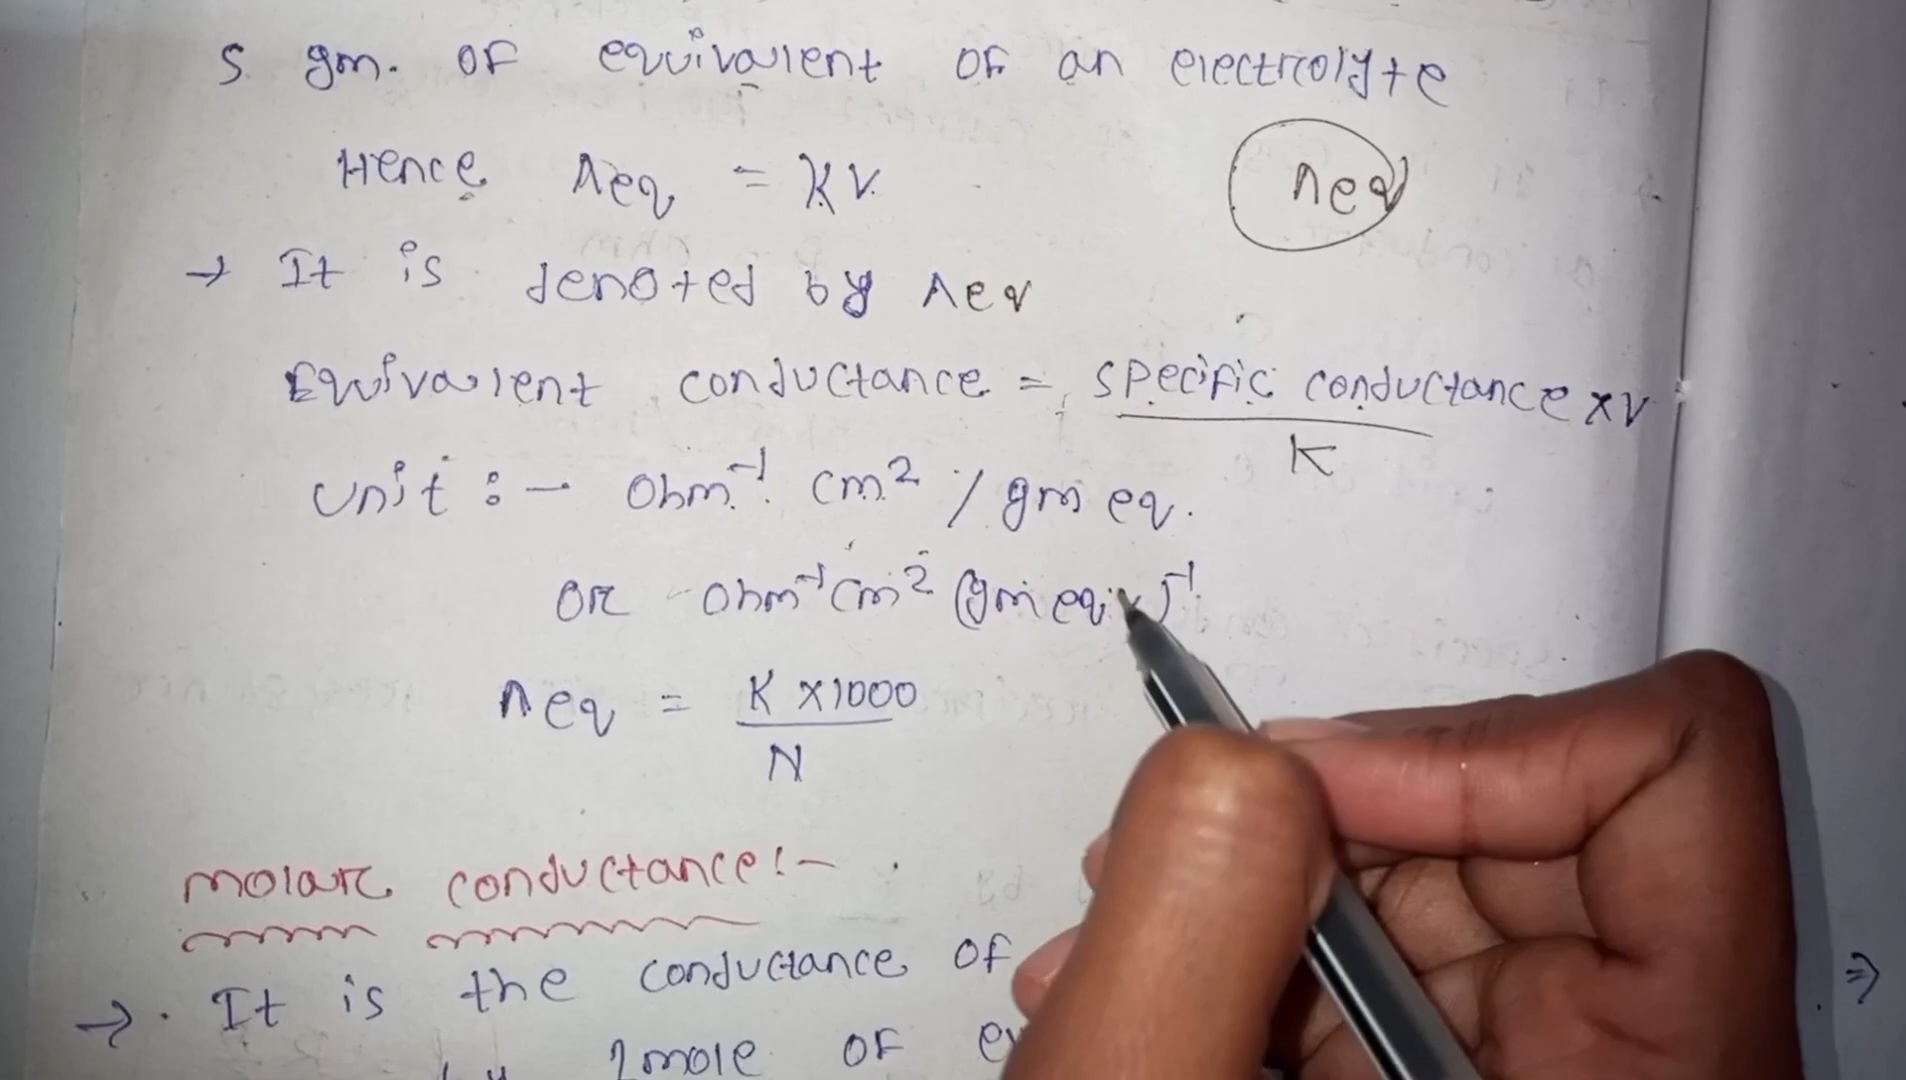 s gm. of equivalent of an electrolyte
Hence Λeq = KV
Λeq
→ It is denoted by Λeq
Equivalent conductance = specific conductance x V
K
Unit :- Ohm⁻¹ cm² / gm eq.
or Ohm⁻¹ cm² (gm eq.)⁻¹
Λeq = K x 1000
N
Molar conductance :-
→ It is the conductance of
1 mole of
⇒